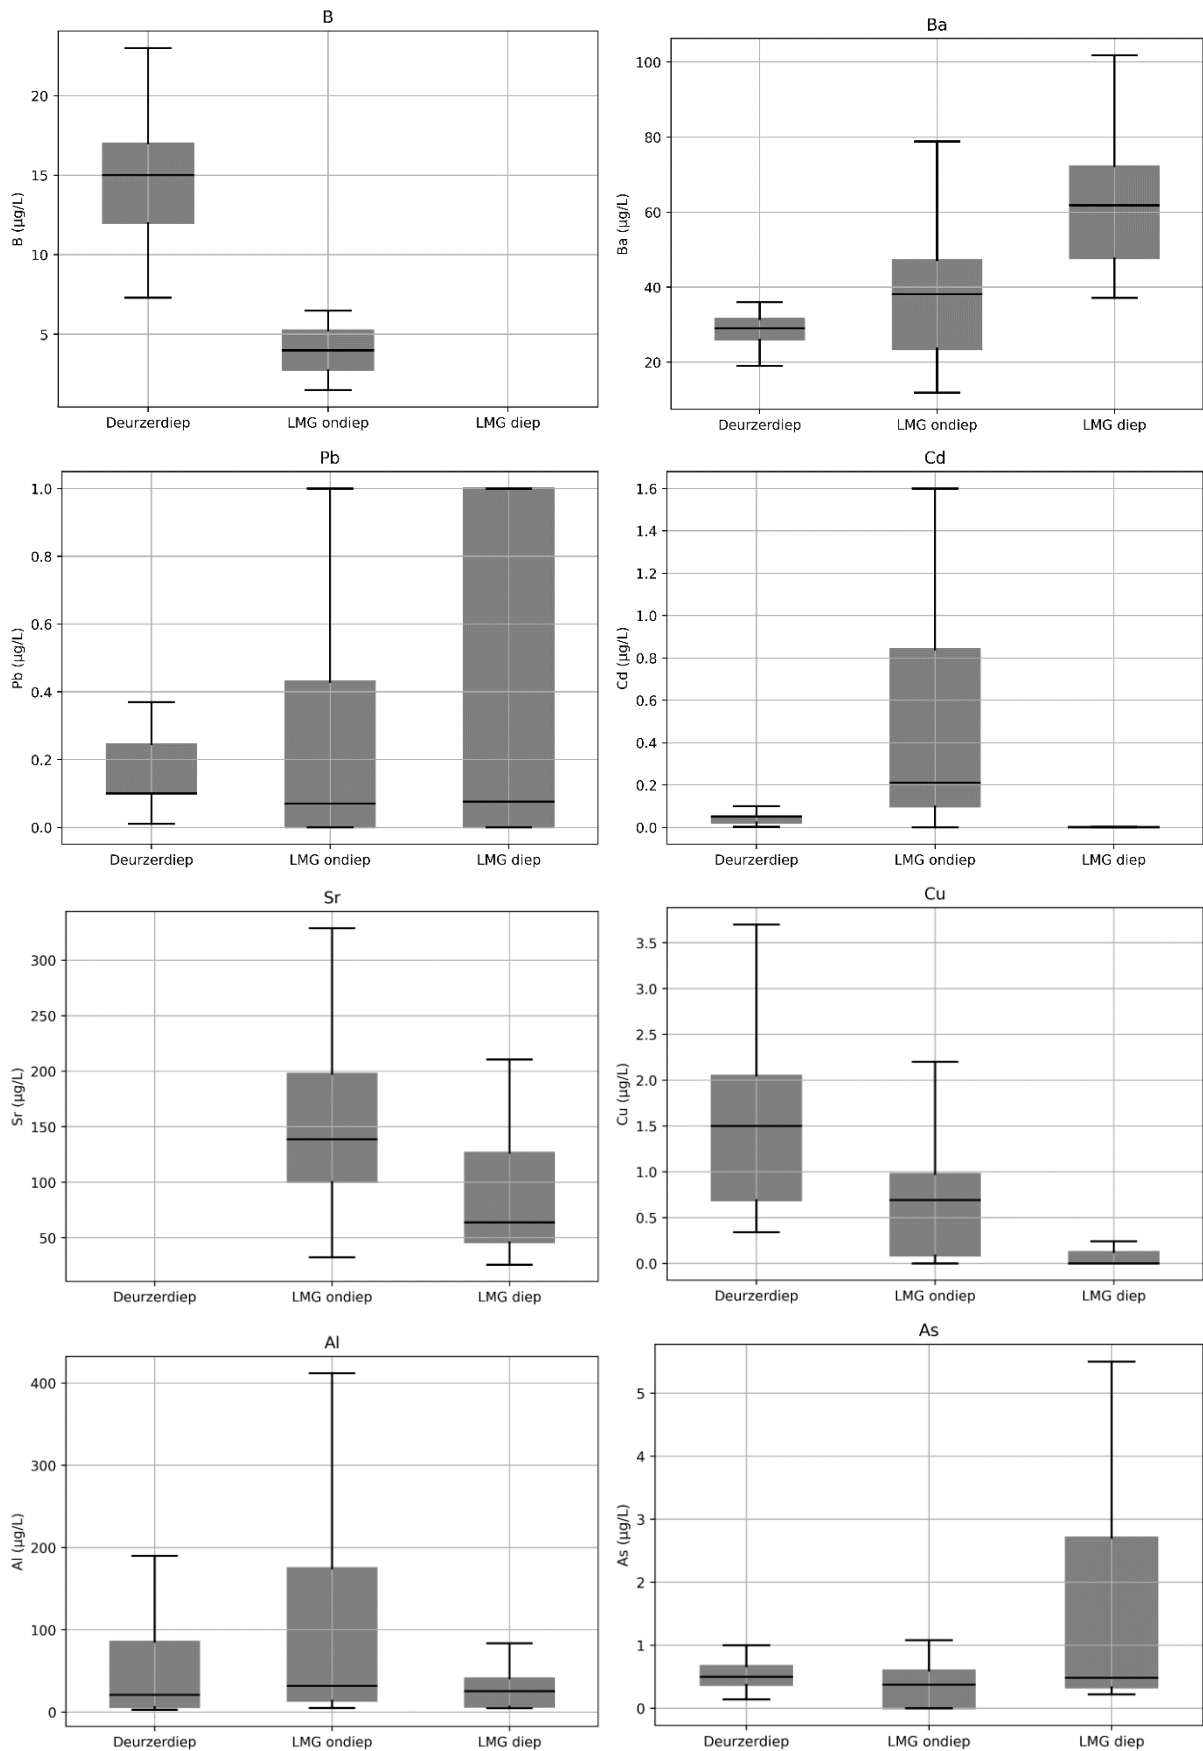 B
B (µg/L)
20
15
10
5
Deurzerdiep LMG ondiep LMG diep
Ba
Ba (µg/L)
100
80
60
40
20
Deurzerdiep LMG ondiep LMG diep
Pb
Pb (µg/L)
1.0
0.8
0.6
0.4
0.2
0.0
Deurzerdiep LMG ondiep LMG diep
Cd
Cd (µg/L)
1.6
1.4
1.2
1.0
0.8
0.6
0.4
0.2
0.0
Deurzerdiep LMG ondiep LMG diep
Sr
Sr (µg/L)
300
250
200
150
100
50
Deurzerdiep LMG ondiep LMG diep
Cu
Cu (µg/L)
3.5
3.0
2.5
2.0
1.5
1.0
0.5
0.0
Deurzerdiep LMG ondiep LMG diep
Al
Al (µg/L)
400
300
200
100
0
Deurzerdiep LMG ondiep LMG diep
As
As (µg/L)
5
4
3
2
1
0
Deurzerdiep LMG ondiep LMG diep